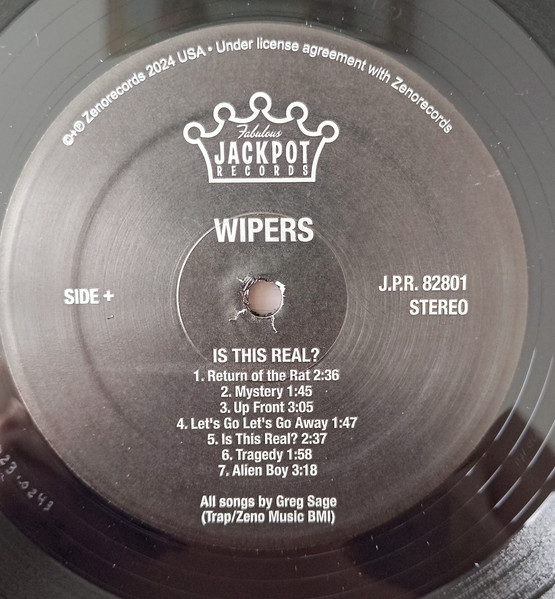 ©+℗ Zenorecords 2024 USA • Under license agreement with Zenorecords
Fabulous
JACKPOT
RECORDS
WIPERS
SIDE +
J.P.R. 82801
STEREO
IS THIS REAL?
1. Return of the Rat 2:36
2. Mystery 1:45
3. Up Front 3:05
4. Let's Go Let's Go Away 1:47
5. Is This Real? 2:37
6. Tragedy 1:58
7. Alien Boy 3:18
All songs by Greg Sage
(Trap/Zeno Music BMI)